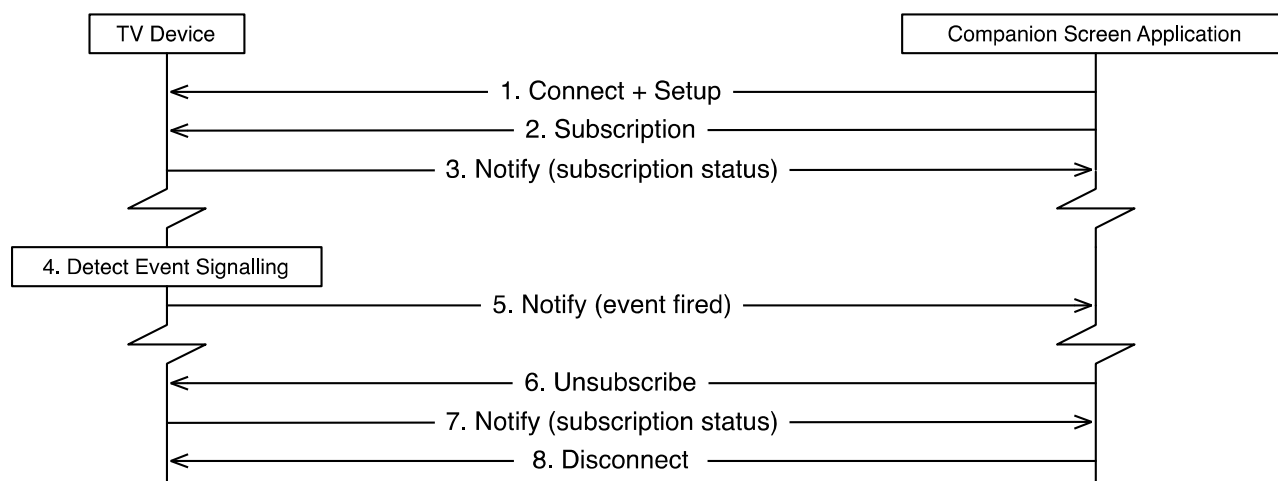 TV Device
Companion Screen Application
1. Connect + Setup
2. Subscription
3. Notify (subscription status)
4. Detect Event Signalling
5. Notify (event fired)
6. Unsubscribe
7. Notify (subscription status)
8. Disconnect